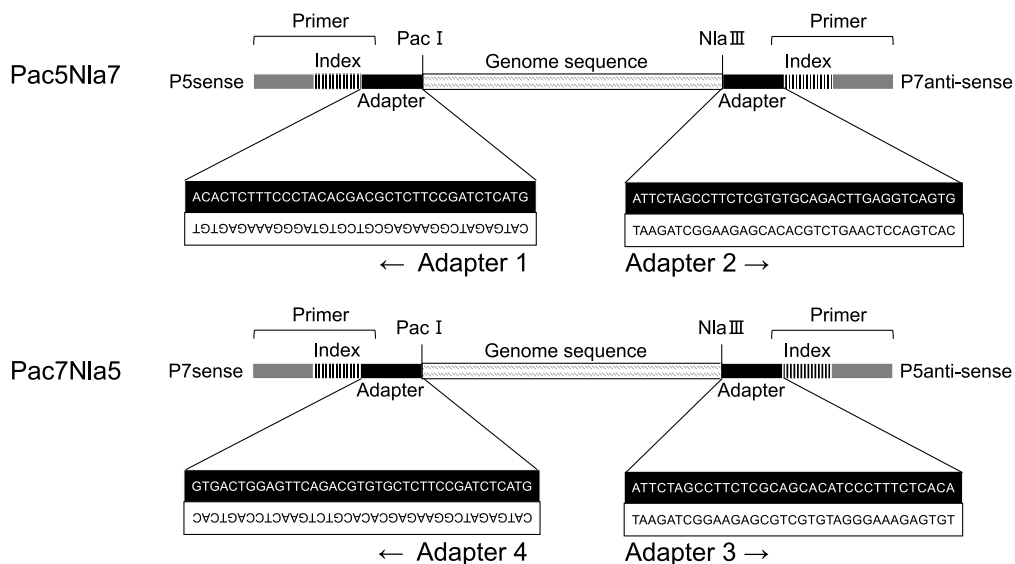 Primer
Primer
Pac Ⅰ
Nla Ⅲ
Pac5Nla7
Index
Genome sequence
Index
P5sense
P7anti-sense
Adapter
Adapter
ACACTCTTTCCCTACACGACGCTCTTCCGATCTCATG
CATGAGATCGGAAGAGCGTCGTGTAGGGAAAGAGTGT
← Adapter 1
ATTCTAGCCTTCTCGTGTGCAGACTTGAGGTCAGTG
TAAGATCGGAAGAGCACACGTCTGAACTCCAGTCAC
Adapter 2 →
Primer
Primer
Pac Ⅰ
Nla Ⅲ
Pac7Nla5
Index
Genome sequence
Index
P7sense
P5anti-sense
Adapter
Adapter
GTGACTGGAGTTCAGACGTGTGCTCTTCCGATCTCATG
CATGAGATCGGAAGAGCACACGTCTGAACTCCAGTCAC
← Adapter 4
ATTCTAGCCTTCTCGCAGCACATCCCTTTCTCACA
TAAGATCGGAAGAGCGTCGTGTAGGGAAAGAGTGT
Adapter 3 →